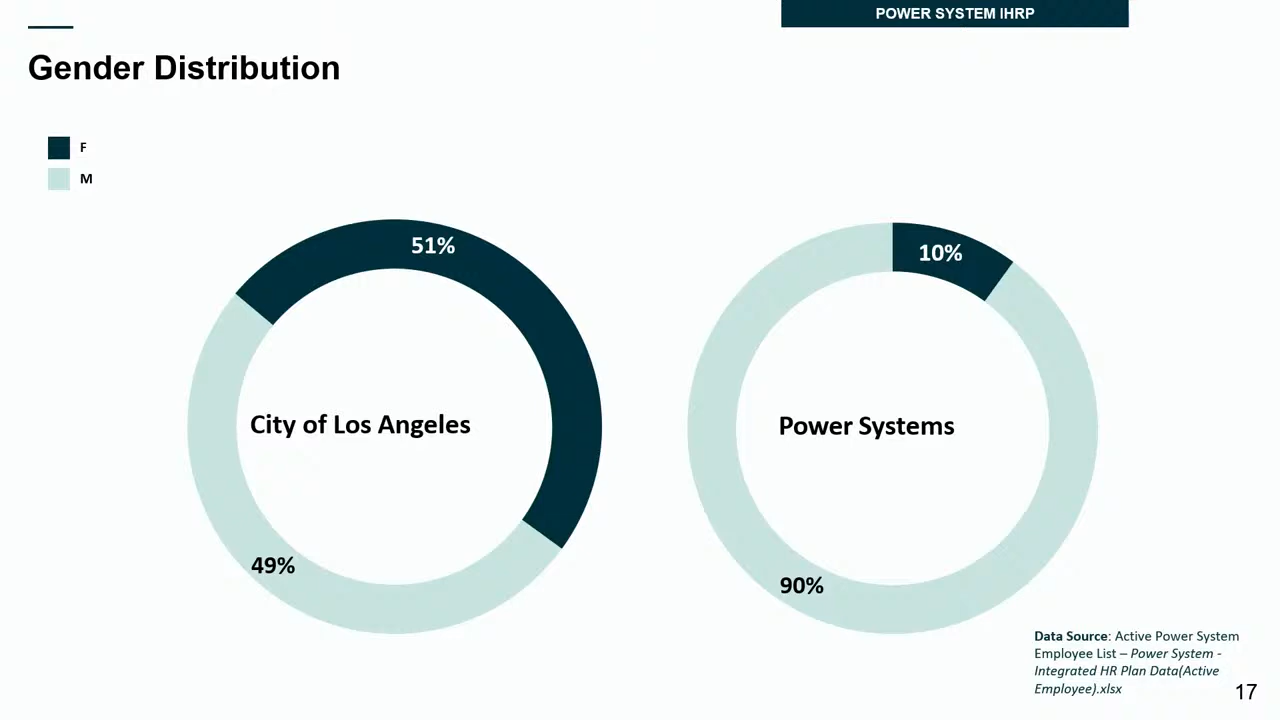 POWER SYSTEM IHRP
Gender Distribution
F
M
51%
10%
City of Los Angeles
Power Systems
49%
90%
Data Source: Active Power System
Employee List – Power System -
Integrated HR Plan Data(Active
Employee).xlsx
17